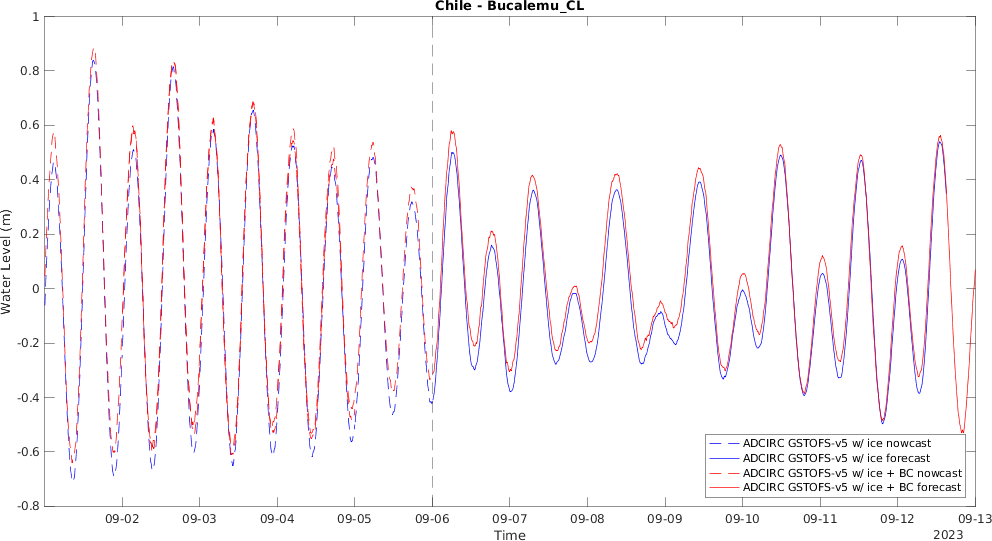 Chile - Bucalemu_CL
Water Level (m)
1
0.8
0.6
0.4
0.2
0
-0.2
-0.4
-0.6
-0.8
ADCIRC GSTOFS-v5 w/ ice nowcast
ADCIRC GSTOFS-v5 w/ ice forecast
ADCIRC GSTOFS-v5 w/ ice + BC nowcast
ADCIRC GSTOFS-v5 w/ ice + BC forecast
09-02 09-03 09-04 09-05 09-06 09-07 09-08 09-09 09-10 09-11 09-12 09-13
Time
2023